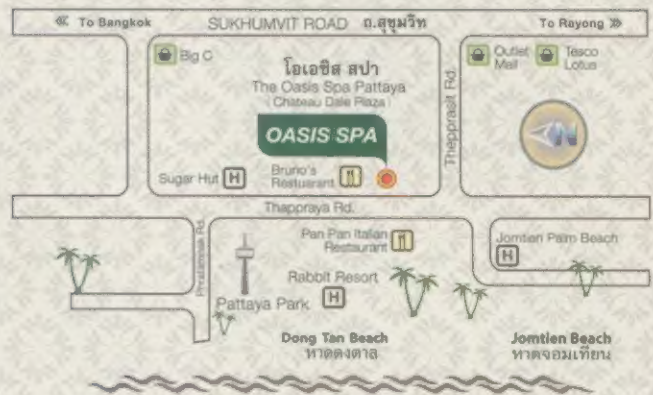 « To Bangkok SUKHUMVIT ROAD ถ.สุขุมวิท To Rayong »
Big C
Outlet Mall
Tesco Lotus
โอเอซิส สปา
The Oasis Spa Pattaya
( Chateau Dale Plaza )
OASIS SPA
Thepprasit Rd.
N
Sugar Hut H
Bruno's
Restuarant
Thappraya Rd.
Pratamnak Rd.
Pan Pan Italian
Restaurant
Jomtien Palm Beach
H
Rabbit Resort
H
Pattaya Park
Dong Tan Beach
หาดดงตาล
Jomtien Beach
หาดจอมเทียน